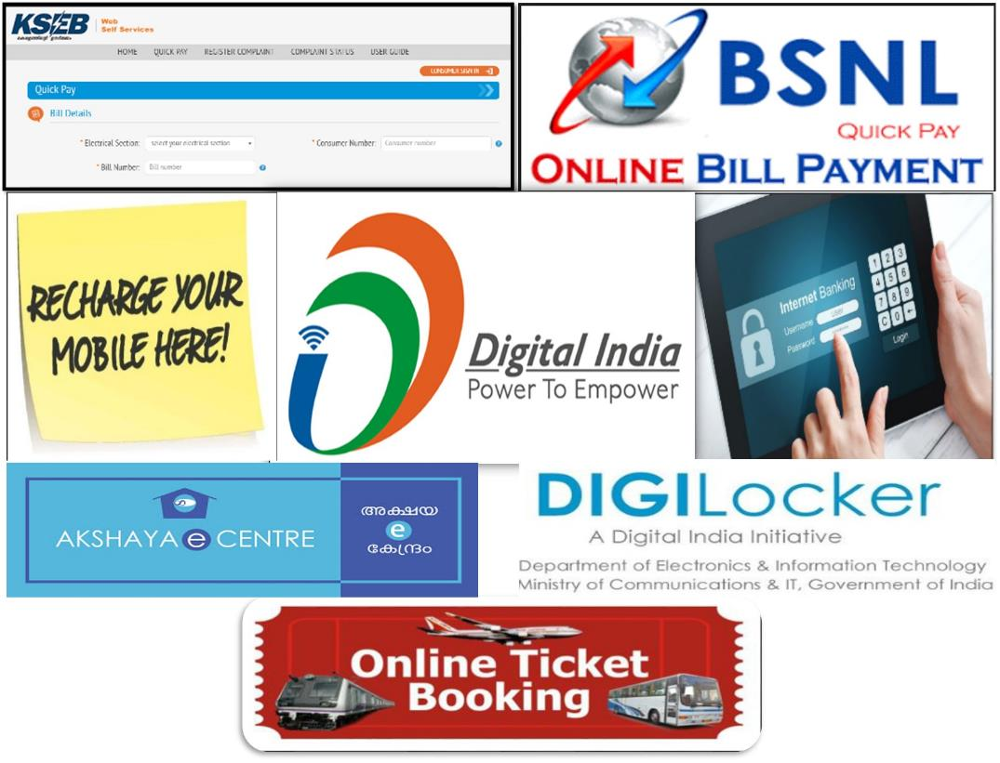 KSEB
Web
Self Services
HOME QUICK PAY REGISTER COMPLAINT COMPLAINT STATUS USER GUIDE
CONSUMER SIGN IN
Quick Pay
Bill Details
* Electrical Section: select your electrical section
* Consumer Number: Consumer number
* Bill Number: Bill number
BSNL
QUICK PAY
ONLINE BILL PAYMENT
RECHARGE YOUR
MOBILE HERE!
Digital India
Power To Empower
Internet Banking
Username USER
Password
1 2 3
4 5 6
7 8 9
C 0
Login
AKSHAYA e CENTRE
അക്ഷയ
e
കേന്ദ്രം
DIGILocker
A Digital India Initiative
Department of Electronics & Information Technology
Ministry of Communications & IT, Government of India
Online Ticket
Booking